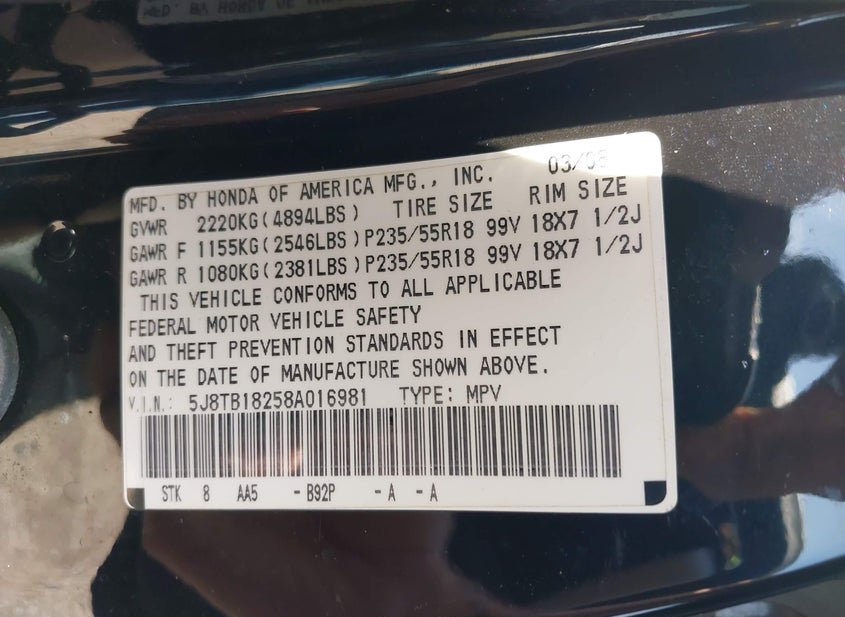 03/08
MFD. BY HONDA OF AMERICA MFG., INC.
GVWR 2220KG(4894LBS) TIRE SIZE RIM SIZE
GAWR F 1155KG(2546LBS)P235/55R18 99V 18X7 1/2J
GAWR R 1080KG(2381LBS)P235/55R18 99V 18X7 1/2J
THIS VEHICLE CONFORMS TO ALL APPLICABLE
FEDERAL MOTOR VEHICLE SAFETY
AND THEFT PREVENTION STANDARDS IN EFFECT
ON THE DATE OF MANUFACTURE SHOWN ABOVE.
V.I.N.: 5J8TB18258A016981 TYPE: MPV
STK 8 AA5 - B92P - A - A